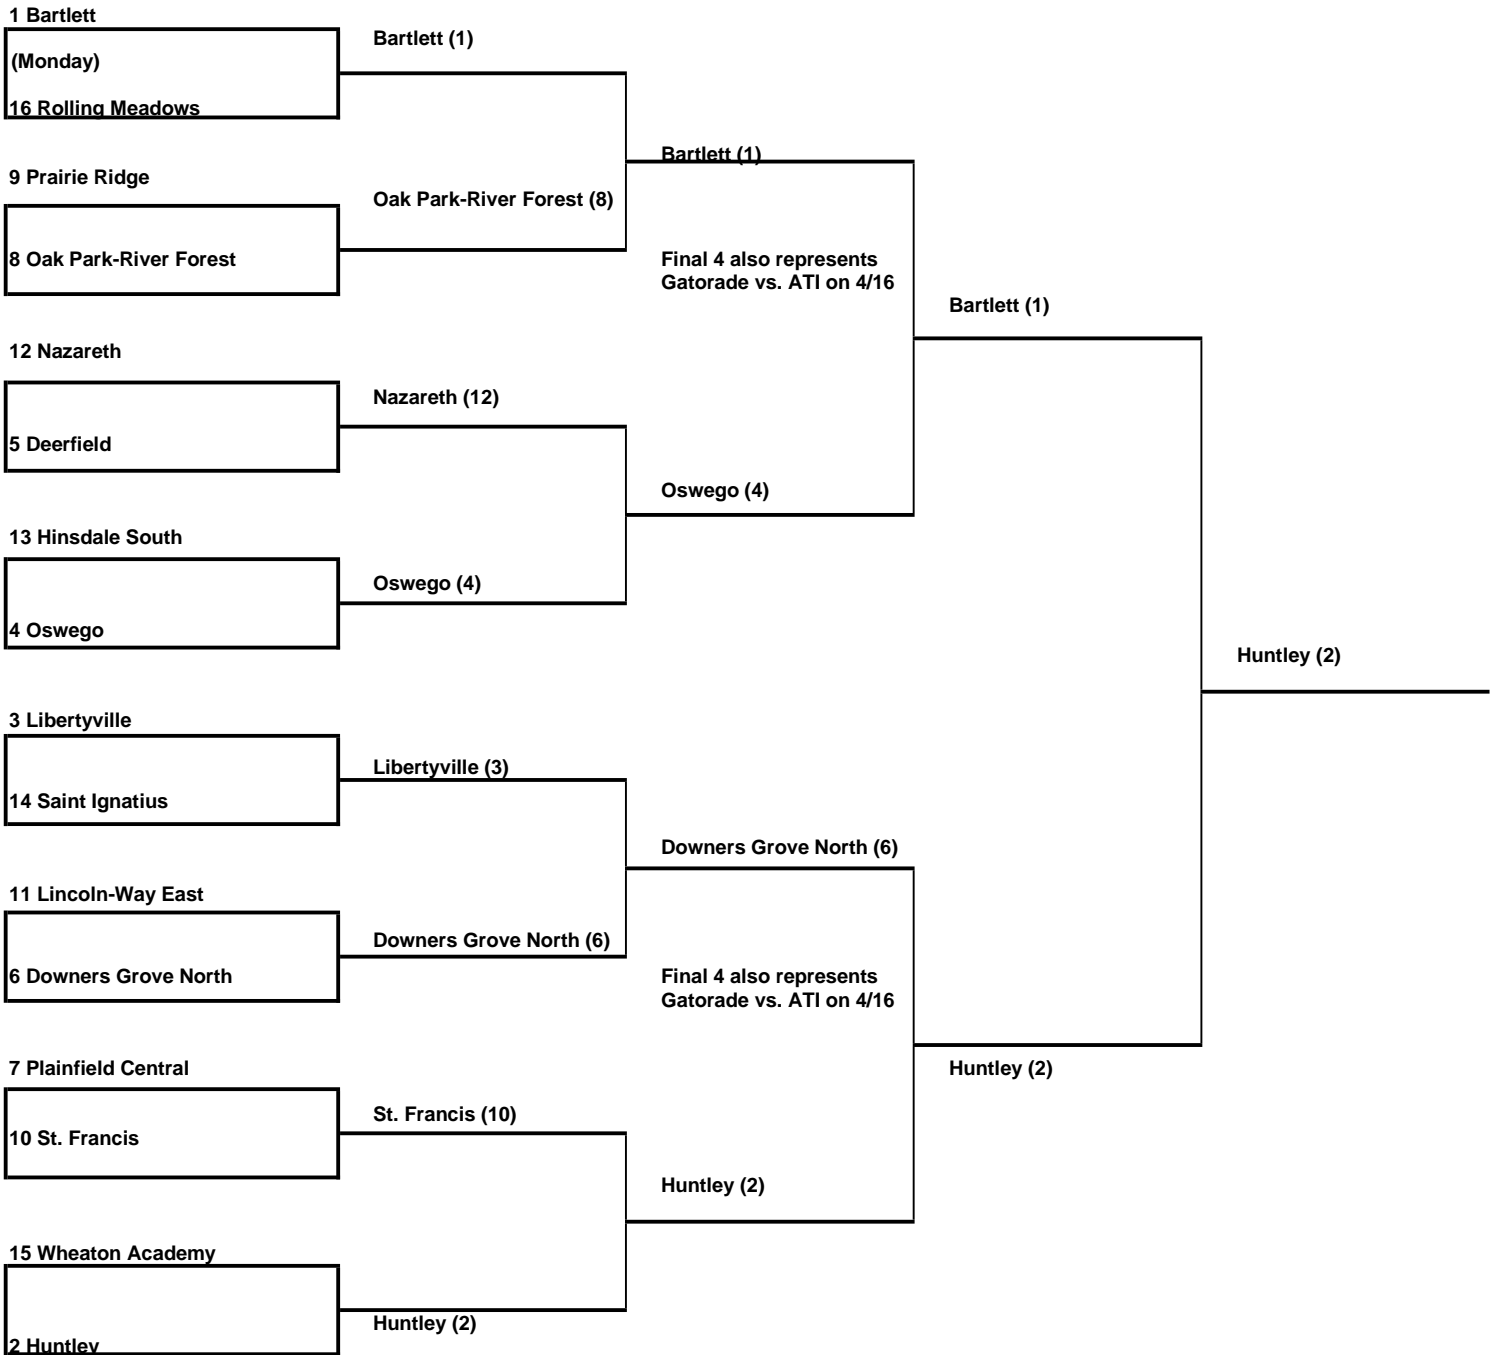 1 Bartlett
Bartlett (1)
(Monday)
16 Rolling Meadows
Bartlett (1)
9 Prairie Ridge
Oak Park-River Forest (8)
8 Oak Park-River Forest
Final 4 also represents
Gatorade vs. ATI on 4/16
Bartlett (1)
12 Nazareth
Nazareth (12)
5 Deerfield
Oswego (4)
13 Hinsdale South
Oswego (4)
4 Oswego
Huntley (2)
3 Libertyville
Libertyville (3)
14 Saint Ignatius
Downers Grove North (6)
11 Lincoln-Way East
Downers Grove North (6)
6 Downers Grove North
Final 4 also represents
Gatorade vs. ATI on 4/16
7 Plainfield Central
Huntley (2)
St. Francis (10)
10 St. Francis
Huntley (2)
15 Wheaton Academy
Huntley (2)
2 Huntley